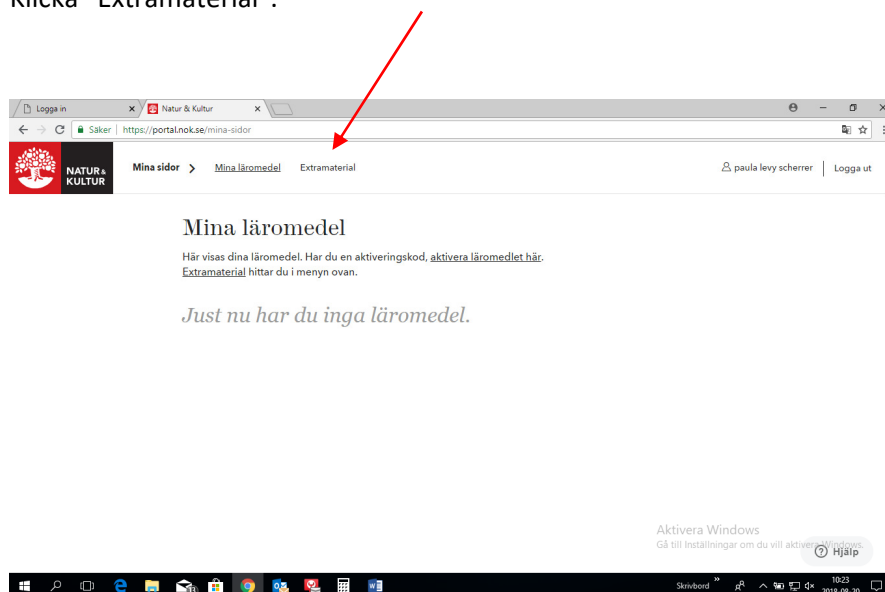 Klicka "Extramaterial".
Logga in
Natur & Kultur
Säker | https://portal.nok.se/mina-sidor
NATUR& KULTUR
Mina sidor > Mina läromedel Extramaterial
paula levy scherrer | Logga ut
Mina läromedel
Här visas dina läromedel. Har du en aktiveringskod, aktivera läromedlet här.
Extramaterial hittar du i menyn ovan.
Just nu har du inga läromedel.
Aktivera Windows
Gå till Inställningar om du vill aktivera Windows.
Hjälp
Skrivbord
10:23
2018-08-20